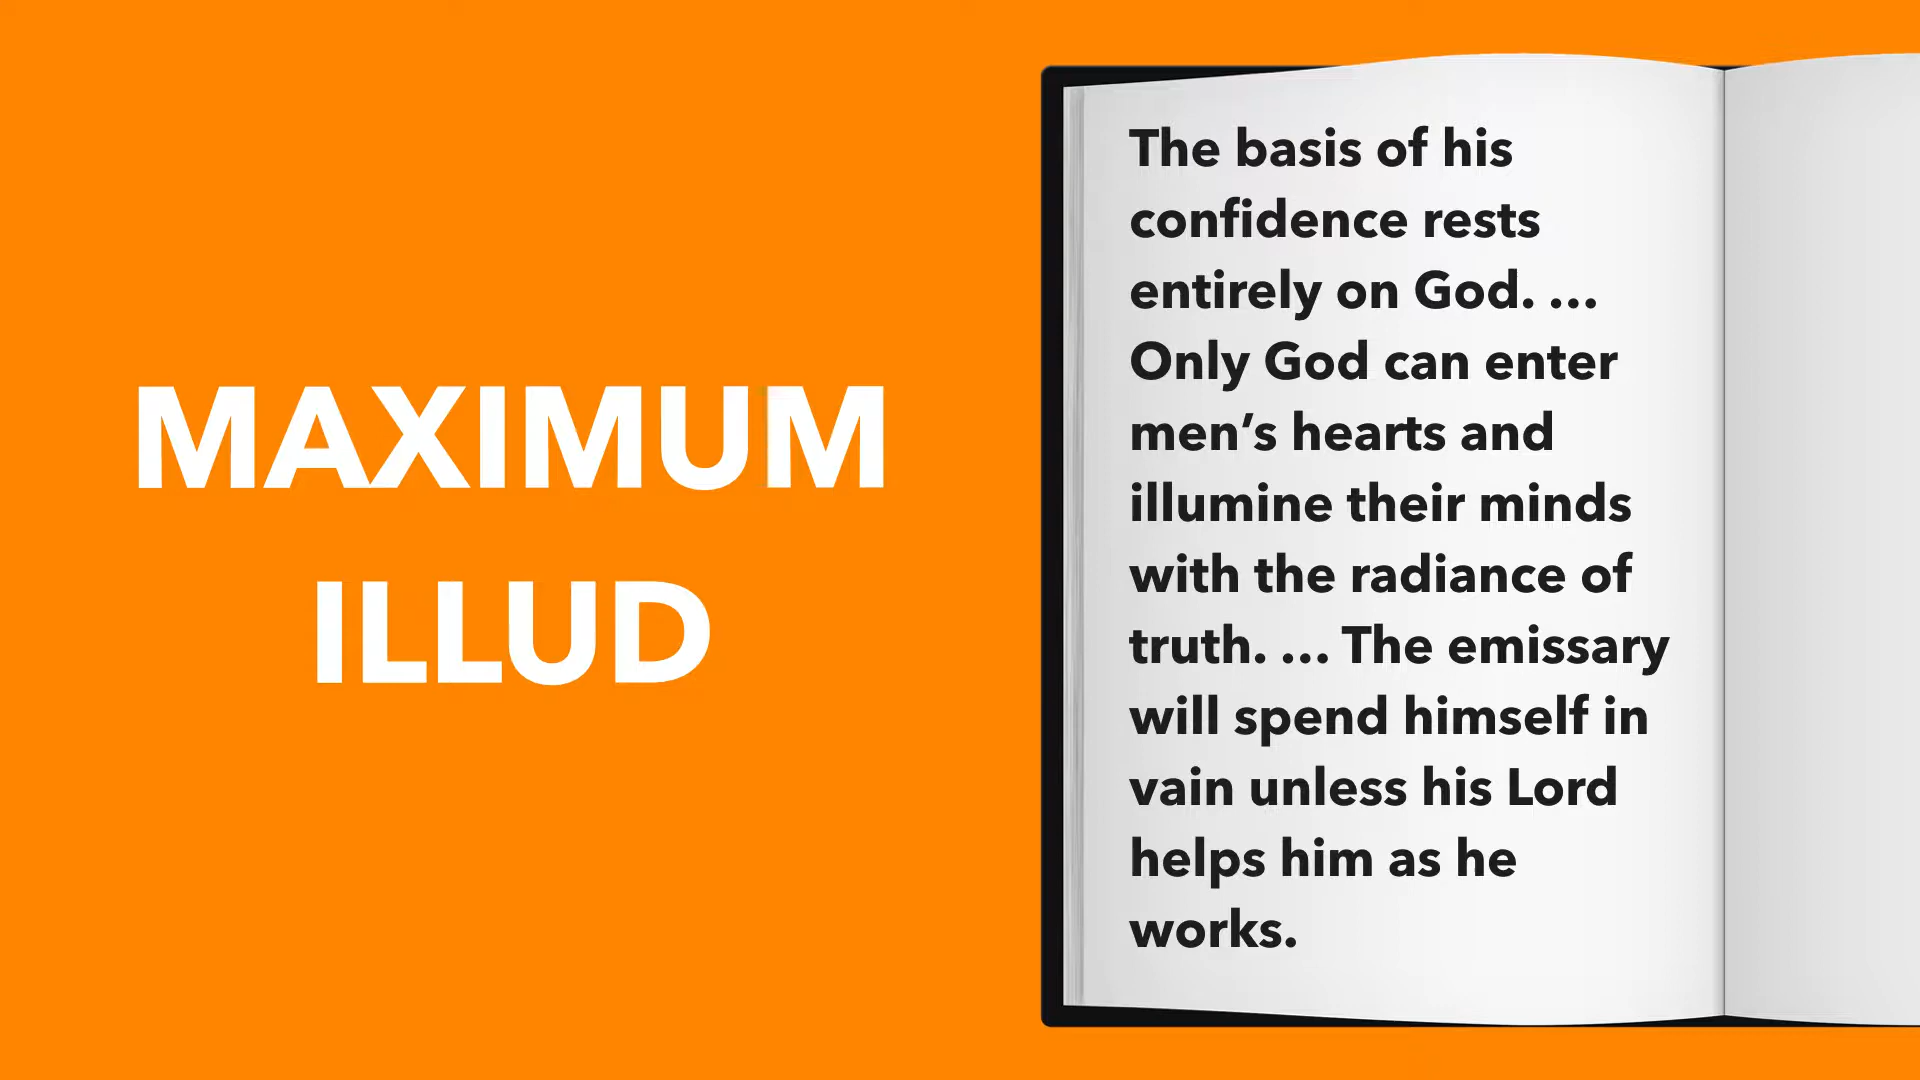 MAXIMUM
ILLUD
The basis of his
confidence rests
entirely on God. ...
Only God can enter
men’s hearts and
illumine their minds
with the radiance of
truth. ... The emissary
will spend himself in
vain unless his Lord
helps him as he
works.